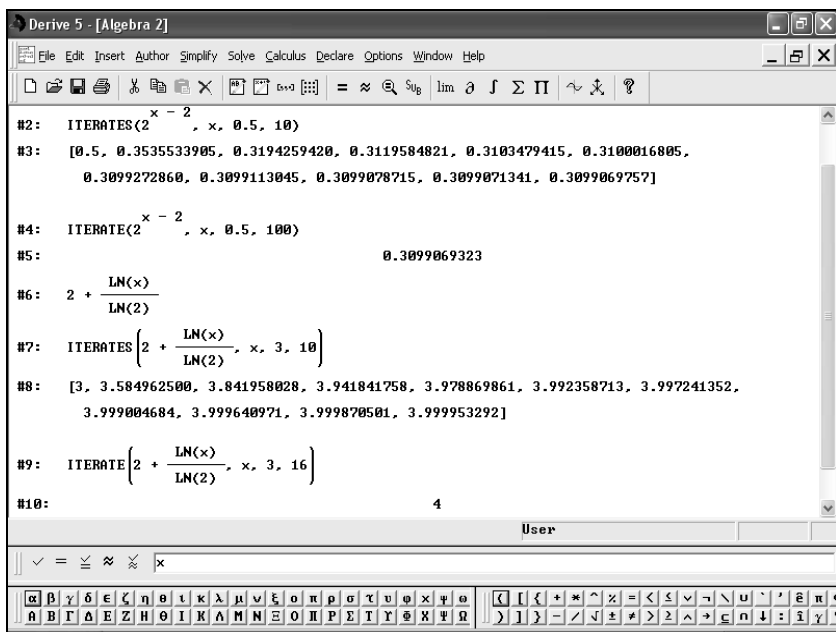 Derive 5 - [Algebra 2]
File Edit Insert Author Simplify Solve Calculus Declare Options Window Help
= ≈ SUB lim ∂ ∫ Σ Π
#2: ITERATES(2^(x - 2), x, 0.5, 10)
#3: [0.5, 0.3535533905, 0.3194259420, 0.3119584821, 0.3103479415, 0.3100016805,
0.3099272860, 0.3099113045, 0.3099078715, 0.3099071341, 0.3099069757]
#4: ITERATE(2^(x - 2), x, 0.5, 100)
#5: 0.3099069323
#6: 2 + LN(x)/LN(2)
#7: ITERATES(2 + LN(x)/LN(2), x, 3, 10)
#8: [3, 3.584962500, 3.841958028, 3.941841758, 3.978869861, 3.992358713, 3.997241352,
3.999004684, 3.999640971, 3.999870501, 3.999953292]
#9: ITERATE(2 + LN(x)/LN(2), x, 3, 16)
#10: 4
User
x
α β γ δ ε ζ η θ ι κ λ μ ν ξ ο π ρ σ τ υ φ χ ψ ω ( [ { + * ^ % = < ≤ ∨ ¬ \ ∪ ` ' ê π
Α Β Γ Δ Ε Ζ Η Θ Ι Κ Λ Μ Ν Ξ Ο Π Ρ Σ Τ Υ Φ Χ Ψ Ω ) ] } - / √ ± ≠ > ≥ ∧ → ⊆ ∩ ↓ : î γ